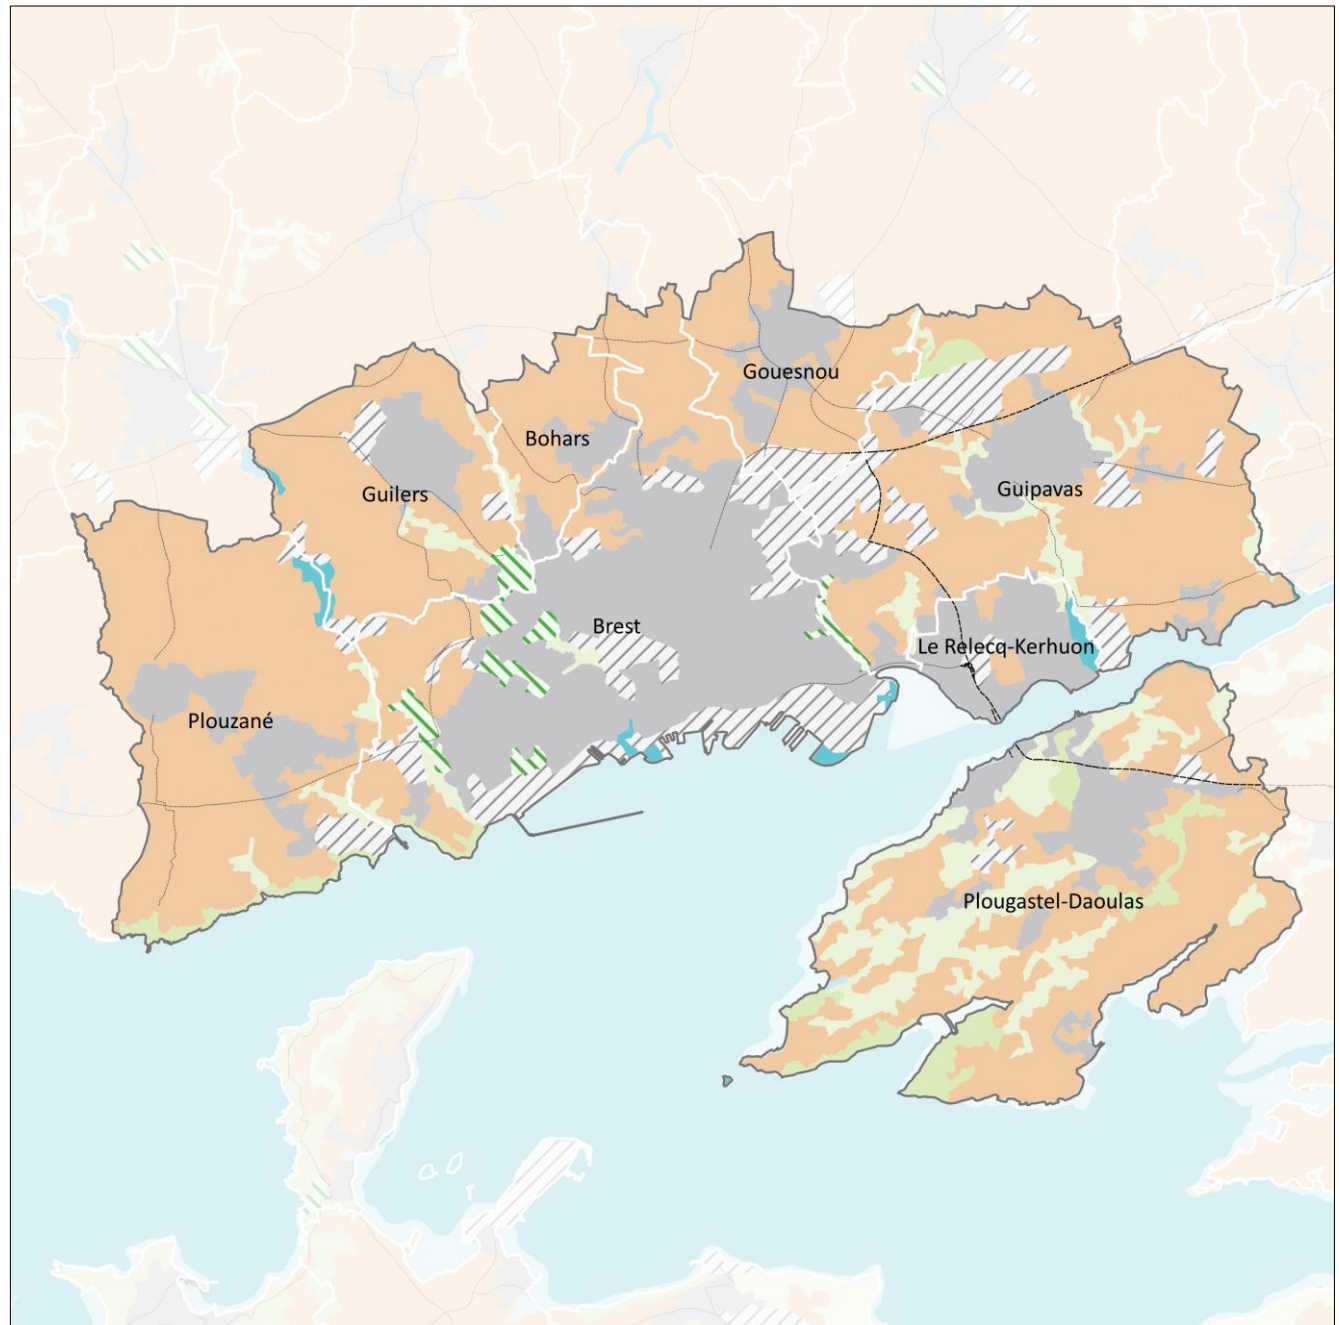 Gouesnou
Bohars
Guilers
Guipavas
Brest
Le Relecq-Kerhuon
Plouzané
Plougastel-Daoulas